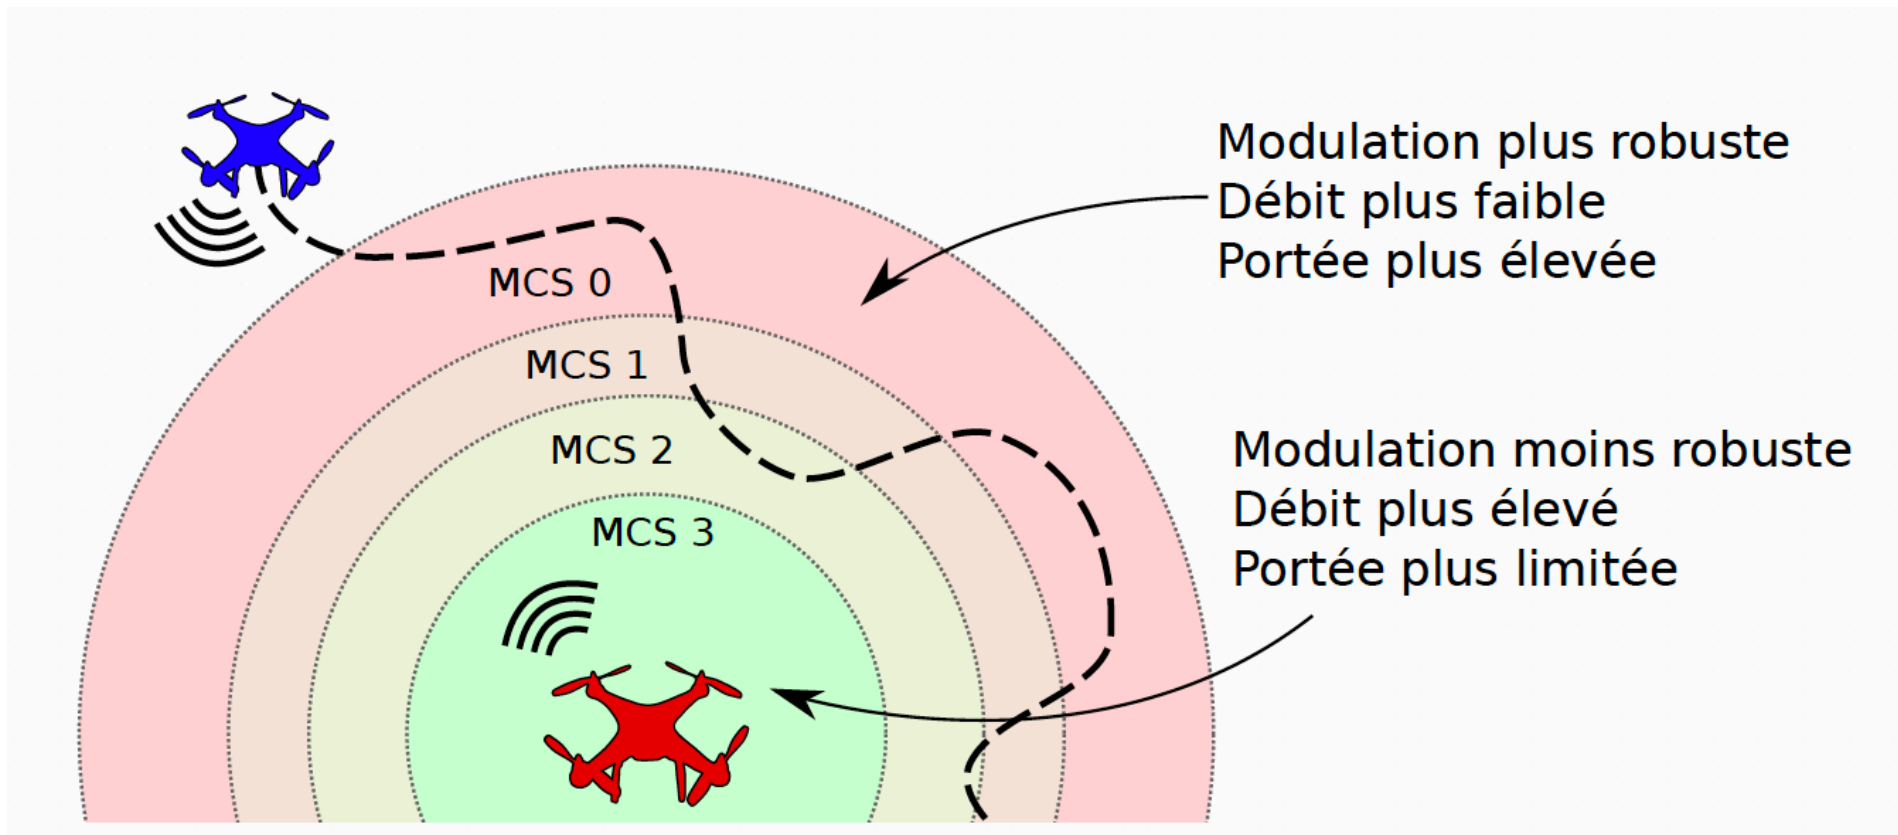 Modulation plus robuste
Débit plus faible
Portée plus élevée
MCS 0
MCS 1
MCS 2
MCS 3
Modulation moins robuste
Débit plus élevé
Portée plus limitée